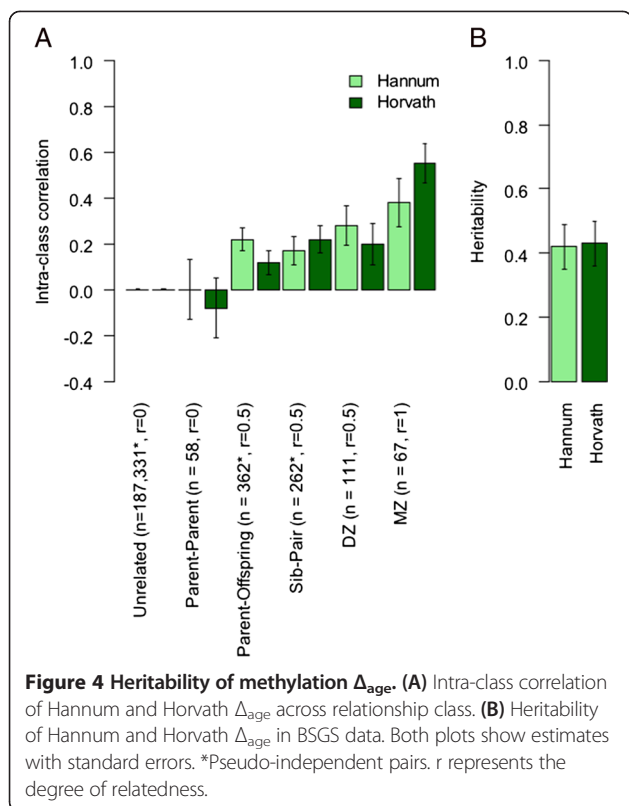 A
B
Hannum
Horvath
1.0
0.8
0.6
0.4
0.2
0.0
-0.2
-0.4
Intra-class correlation
Unrelated (n=187,331*, r=0)
Parent-Parent (n = 58, r=0)
Parent-Offspring (n = 362*, r=0.5)
Sib-Pair (n = 262*, r=0.5)
DZ (n = 111, r=0.5)
MZ (n = 67, r=1)
1.0
0.8
0.6
0.4
0.2
0.0
Heritability
Hannum
Horvath
Figure 4 Heritability of methylation Δage. (A) Intra-class correlation
of Hannum and Horvath Δage across relationship class. (B) Heritability
of Hannum and Horvath Δage in BSGS data. Both plots show estimates
with standard errors. *Pseudo-independent pairs. r represents the
degree of relatedness.